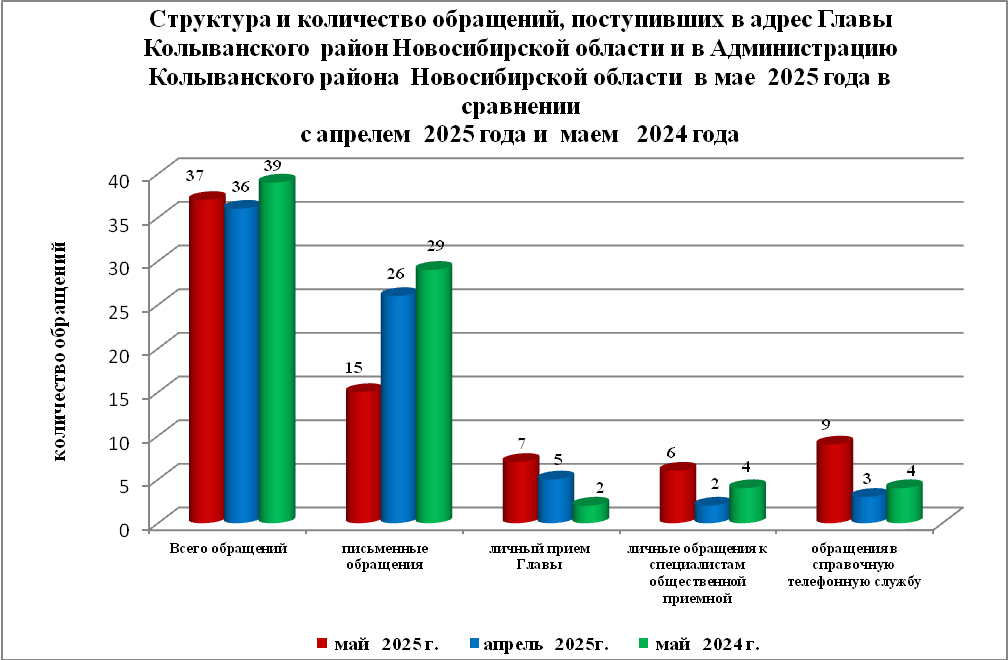 Структура и количество обращений, поступивших в адрес Главы
Колыванского район Новосибирской области и в Администрацию
Колыванского района Новосибирской области в мае 2025 года в
сравнении
с апрелем 2025 года и маем 2024 года
количество обращений
40
35
30
25
20
15
10
5
0
37
36
39
15
26
29
7
5
2
6
2
4
9
3
4
Всего обращений
письменные
обращения
личный прием
Главы
личные обращения к
специалистам
общественной
приемной
обращения в
справочную
телефонную службу
май 2025 г.
апрель 2025г.
май 2024 г.